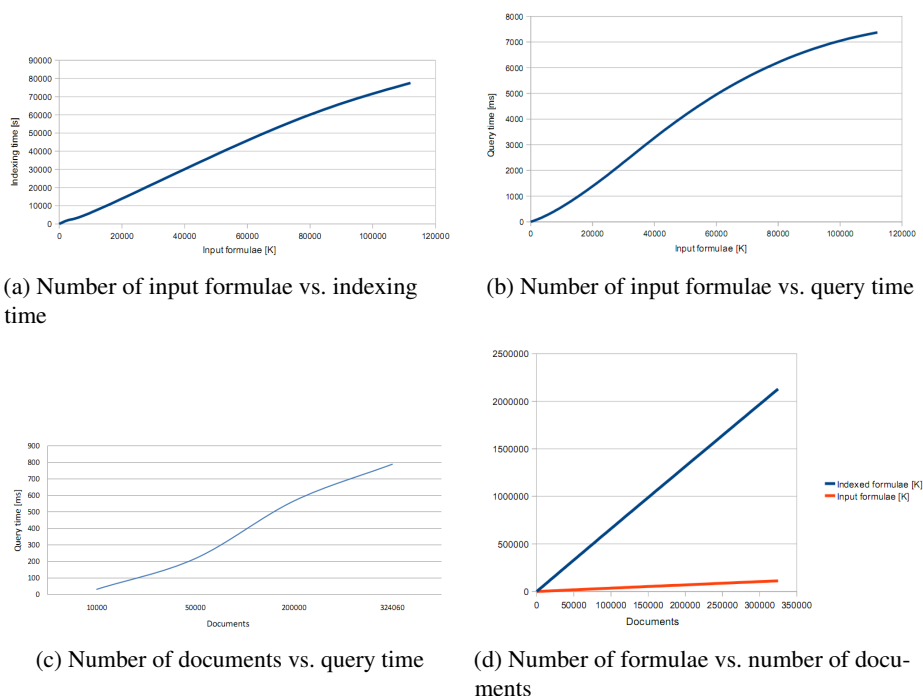 90000
80000
70000
60000
50000
40000
30000
20000
10000
0
Indexing time [s]
0 20000 40000 60000 80000 100000 120000
Input formulae [K]
(a) Number of input formulae vs. indexing
time
8000
7000
6000
5000
4000
3000
2000
1000
0
Query time [ms]
0 20000 40000 60000 80000 100000 120000
Input formulae [K]
(b) Number of input formulae vs. query time
900
800
700
600
500
400
300
200
100
0
Query time [ms]
10000 50000 200000 324060
Documents
(c) Number of documents vs. query time
2500000
2000000
1500000
1000000
500000
0
0 50000 100000 150000 200000 250000 300000 350000
Documents
Indexed formulae [K]
Input formulae [K]
(d) Number of formulae vs. number of docu-
ments